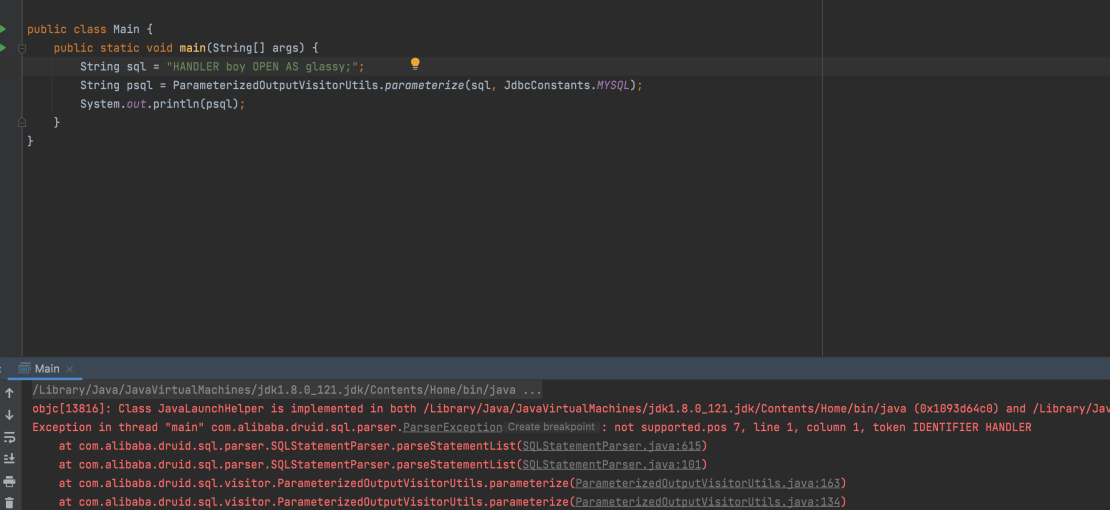 public class Main {
public static void main(String[] args) {
String sql = "HANDLER boy OPEN AS glassy;";
String psql = ParameterizedOutputVisitorUtils.parameterize(sql, JdbcConstants.MYSQL);
System.out.println(psql);
}
}
: Main ×
/Library/Java/JavaVirtualMachines/jdk1.8.0_121.jdk/Contents/Home/bin/java ...
objc[13816]: Class JavaLaunchHelper is implemented in both /Library/Java/JavaVirtualMachines/jdk1.8.0_121.jdk/Contents/Home/bin/java (0x1093d64c0) and /Library/Jav
Exception in thread "main" com.alibaba.druid.sql.parser.ParserException Create breakpoint : not supported.pos 7, line 1, column 1, token IDENTIFIER HANDLER
at com.alibaba.druid.sql.parser.SQLStatementParser.parseStatementList(SQLStatementParser.java:615)
at com.alibaba.druid.sql.parser.SQLStatementParser.parseStatementList(SQLStatementParser.java:101)
at com.alibaba.druid.sql.visitor.ParameterizedOutputVisitorUtils.parameterize(ParameterizedOutputVisitorUtils.java:163)
at com.alibaba.druid.sql.visitor.ParameterizedOutputVisitorUtils.parameterize(ParameterizedOutputVisitorUtils.java:134)